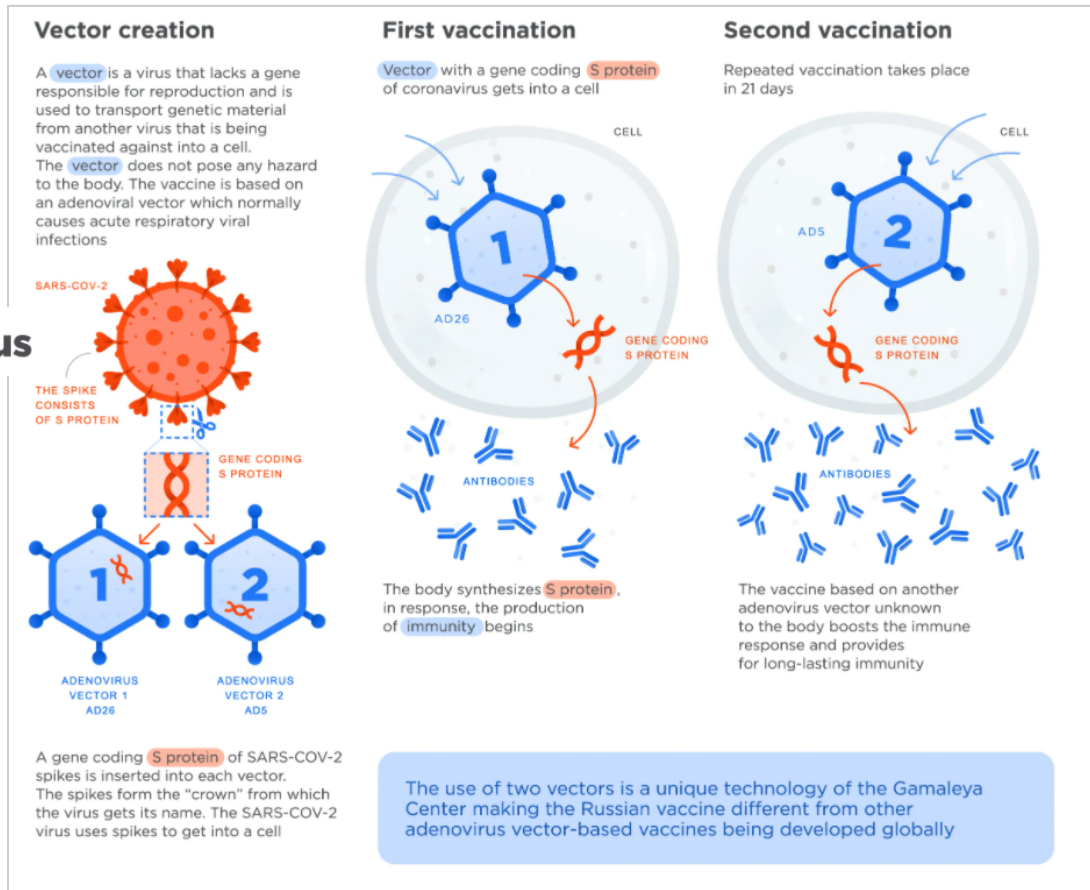 Vector creation
A vector is a virus that lacks a gene
responsible for reproduction and is
used to transport genetic material
from another virus that is being
vaccinated against into a cell.
The vector does not pose any hazard
to the body. The vaccine is based on
an adenoviral vector which normally
causes acute respiratory viral
infections
SARS-COV-2
us
THE SPIKE
CONSISTS
OF S PROTEIN
GENE CODING
S PROTEIN
1
2
ADENOVIRUS
VECTOR 1
AD26
ADENOVIRUS
VECTOR 2
AD5
A gene coding S protein of SARS-COV-2
spikes is inserted into each vector.
The spikes form the “crown” from which
the virus gets its name. The SARS-COV-2
virus uses spikes to get into a cell
First vaccination
Vector with a gene coding S protein
of coronavirus gets into a cell
CELL
1
AD26
GENE CODING
S PROTEIN
ANTIBODIES
The body synthesizes S protein,
in response, the production
of immunity begins
Second vaccination
Repeated vaccination takes place
in 21 days
CELL
AD5
2
GENE CODING
S PROTEIN
ANTIBODIES
The vaccine based on another
adenovirus vector unknown
to the body boosts the immune
response and provides
for long-lasting immunity
The use of two vectors is a unique technology of the Gamaleya
Center making the Russian vaccine different from other
adenovirus vector-based vaccines being developed globally